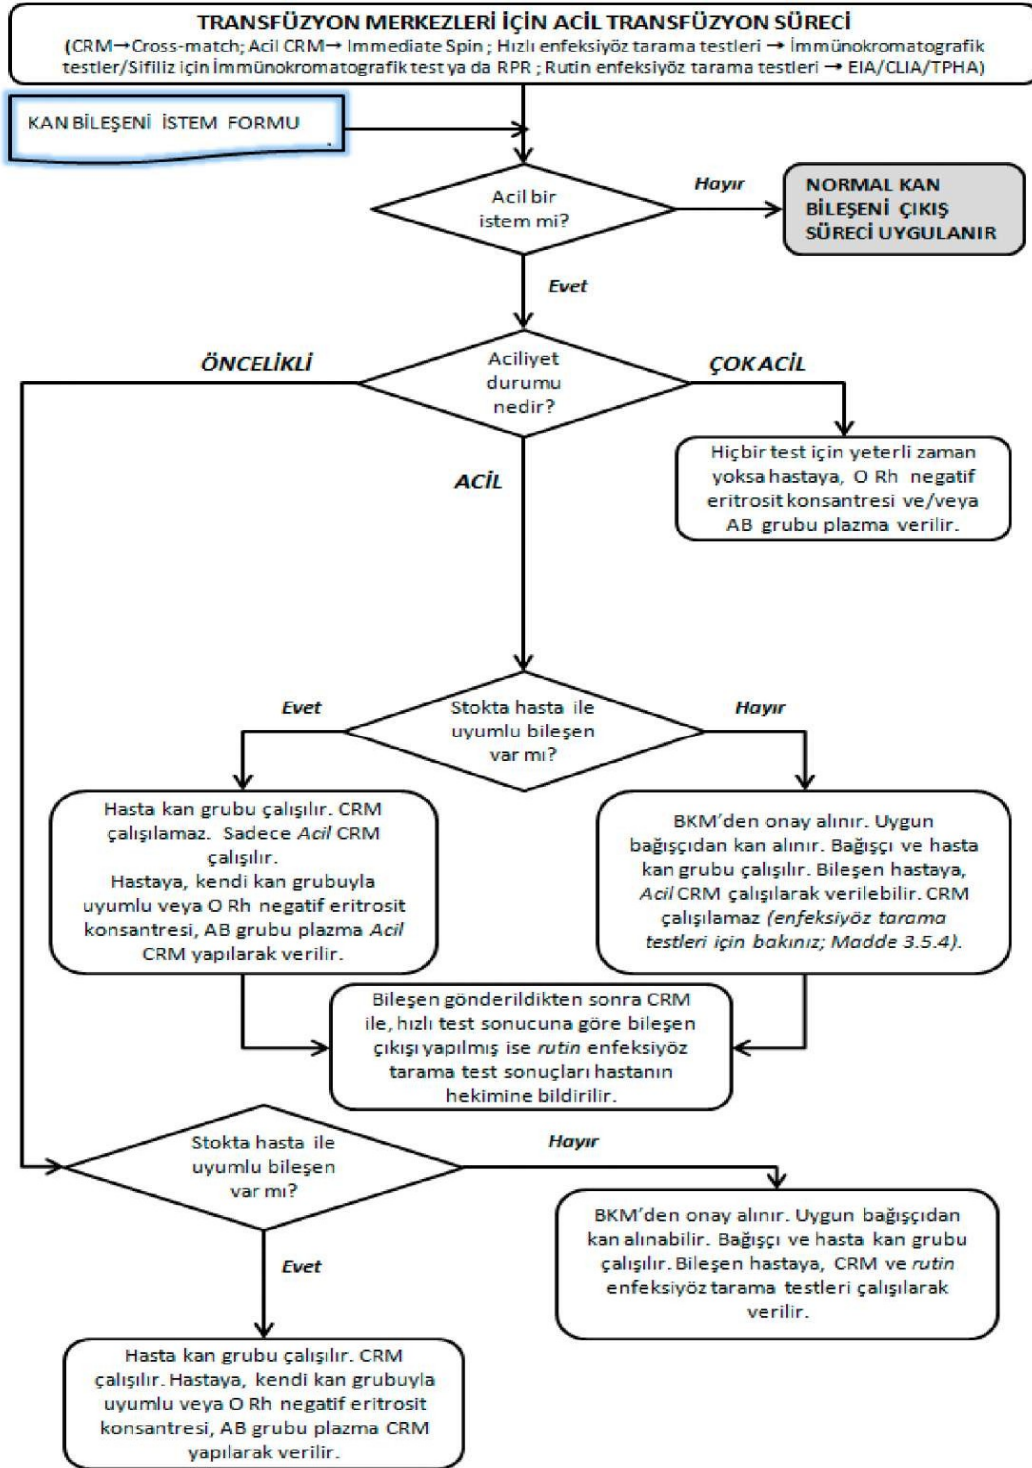 TRANSFÜZYON MERKEZLERİ İÇİN ACİL TRANSFÜZYON SÜRECİ
(CRM→Cross-match; Acil CRM→ Immediate Spin ; Hızlı enfeksiyöz tarama testleri → İmmünokromatografik
testler/Sifiliz için İmmünokromatografik test ya da RPR ; Rutin enfeksiyöz tarama testleri → EIA/CLIA/TPHA)
KAN BİLEŞENİ İSTEM FORMU
Acil bir
istem mi?
Hayır
NORMAL KAN
BİLEŞENİ ÇIKIŞ
SÜRECİ UYGULANIR
Evet
ÖNCELİKLİ
Aciliyet
durumu
nedir?
ÇOK ACİL
ACİL
Hiçbir test için yeterli zaman
yoksa hastaya, O Rh negatif
eritrosit konsantresi ve/veya
AB grubu plazma verilir.
Evet
Stokta hasta ile
uyumlu bileşen
var mı?
Hayır
Hasta kan grubu çalışılır. CRM
çalışılamaz. Sadece Acil CRM
çalışılır.
Hastaya, kendi kan grubuyla
uyumlu veya O Rh negatif eritrosit
konsantresi, AB grubu plazma Acil
CRM yapılarak verilir.
BKM'den onay alınır. Uygun
bağışçıdan kan alınır. Bağışçı ve hasta
kan grubu çalışılır. Bileşen hastaya,
Acil CRM çalışılarak verilebilir. CRM
çalışılamaz (enfeksiyöz tarama
testleri için bakınız; Madde 3.5.4).
Bileşen gönderildikten sonra CRM
ile, hızlı test sonucuna göre bileşen
çıkışı yapılmış ise rutin enfeksiyöz
tarama test sonuçları hastanın
hekimine bildirilir.
Stokta hasta ile
uyumlu bileşen
var mı?
Hayır
BKM'den onay alınır. Uygun bağışçıdan
kan alınabilir. Bağışçı ve hasta kan grubu
çalışılır. Bileşen hastaya, CRM ve rutin
enfeksiyöz tarama testleri çalışılarak
verilir.
Evet
Hasta kan grubu çalışılır. CRM
çalışılır. Hastaya, kendi kan grubuyla
uyumlu veya O Rh negatif eritrosit
konsantresi, AB grubu plazma CRM
yapılarak verilir.